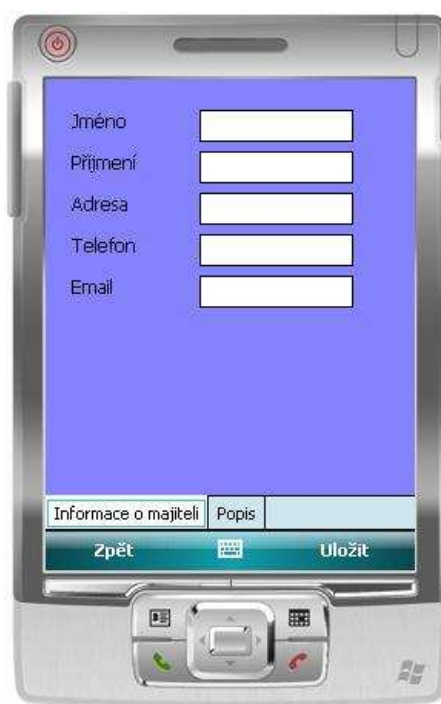 Jméno
Příjmení
Adresa
Telefon
Email
Informace o majiteli Popis
Zpět Uložit